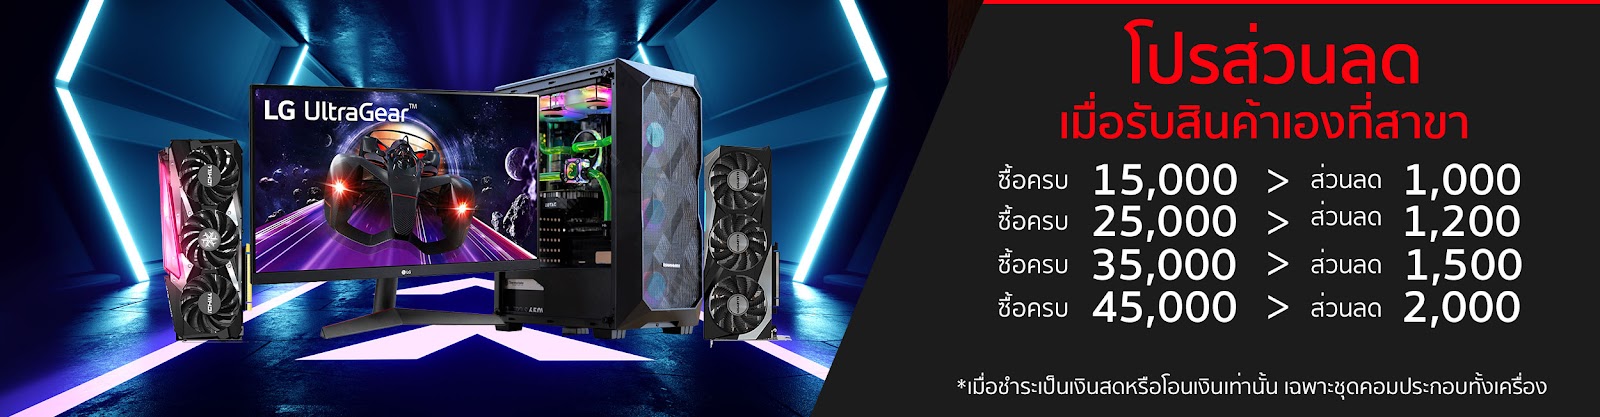 LG UltraGear™
LG
iCHILL
iCHILL
โปรส่วนลด
เมื่อรับสินค้าเองที่สาขา
ซื้อครบ 15,000 > ส่วนลด 1,000
ซื้อครบ 25,000 > ส่วนลด 1,200
ซื้อครบ 35,000 > ส่วนลด 1,500
ซื้อครบ 45,000 > ส่วนลด 2,000
*เมื่อชำระเป็นเงินสดหรือโอนเงินเท่านั้น เฉพาะชุดคอมประกอบทั้งเครื่อง